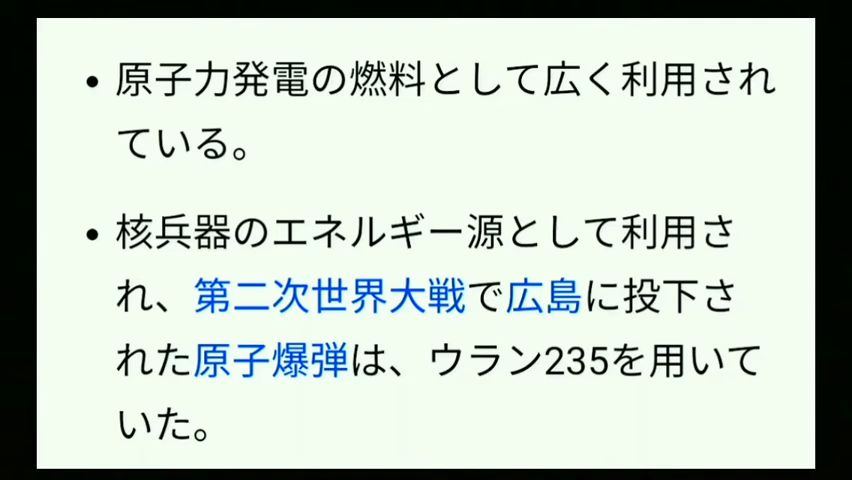 • 原子力発電の燃料として広く利用され
ている。
• 核兵器のエネルギー源として利用さ
れ、第二次世界大戦で広島に投下さ
れた原子爆弾は、ウラン235を用いて
いた。